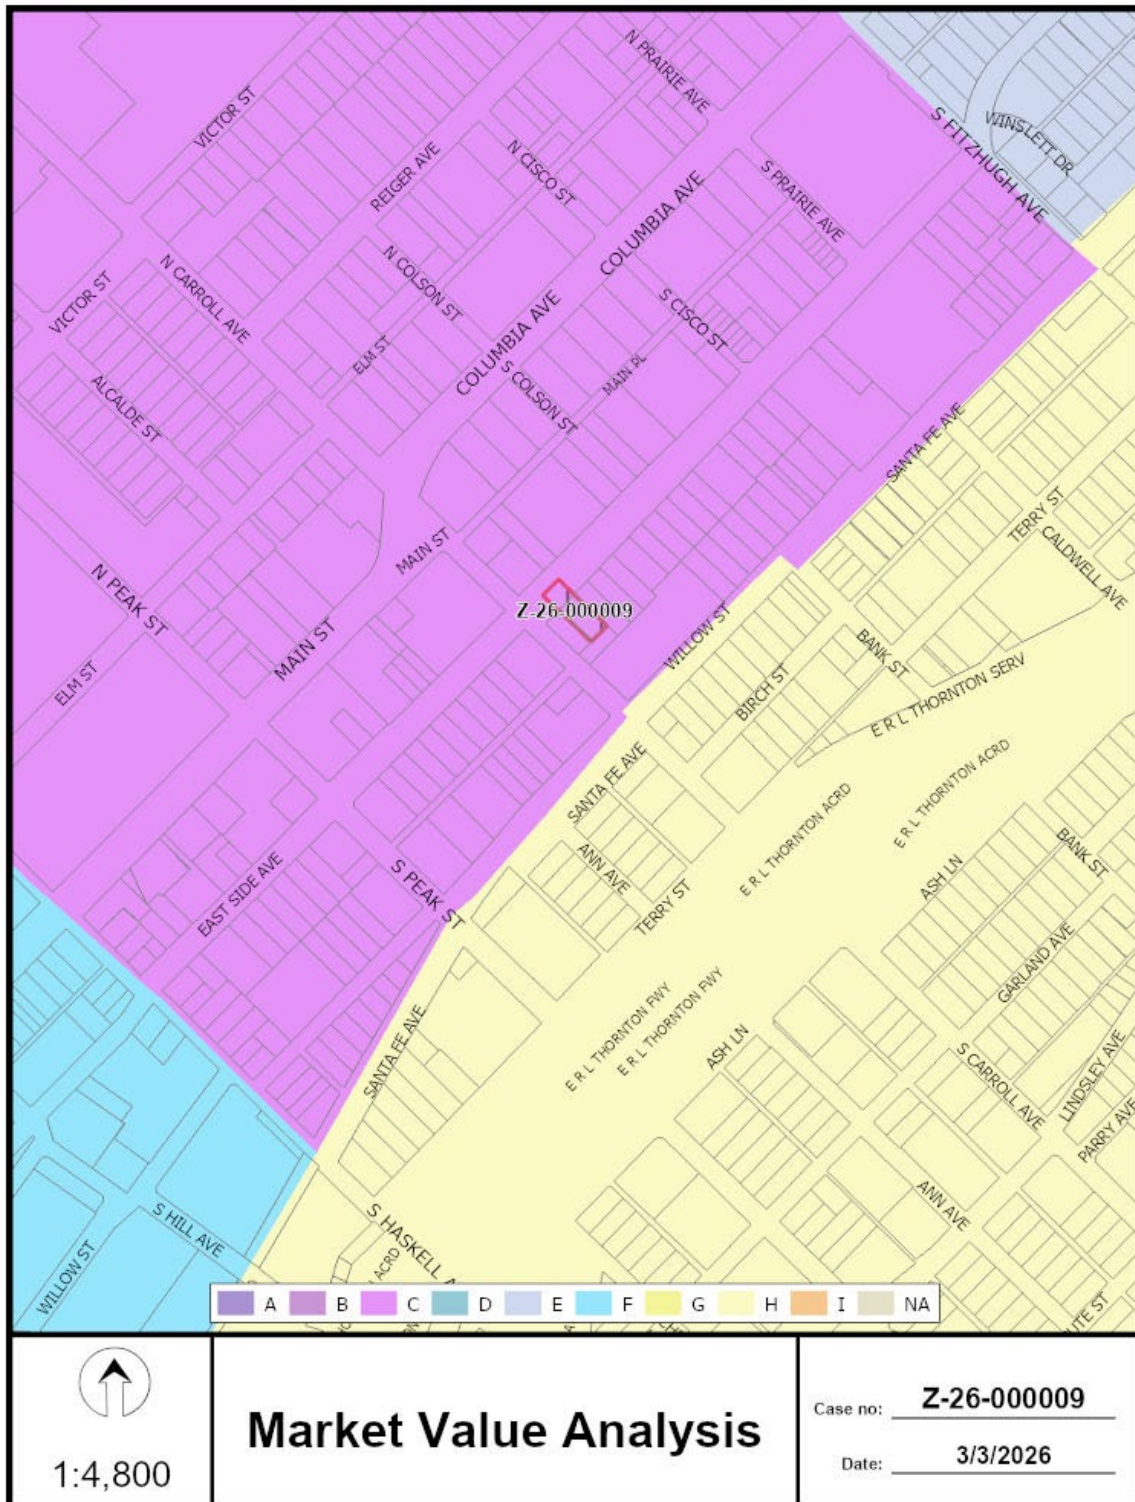 N PRAIRIE AVE
VICTOR ST
WINSLETT DR
S FITZHUGH AVE
REIGER AVE
N CISCO ST
S PRAIRIE AVE
COLUMBIA AVE
N CARROLL AVE
N COLSON ST
VICTOR ST
S CISCO ST
ELM ST
COLUMBIA AVE
MAIN PL
S COLSON ST
ALCALDE ST
SANTA FE AVE
TERRY ST
MAIN ST
CALDWELL AVE
N PEAK ST
Z-26-000009
WILLOW ST
MAIN ST
BANK ST
ELM ST
BIRCH ST
E R L THORNTON SERV
SANTA FE AVE
E R L THORNTON ACRD
E R L THORNTON ACRD
ANN AVE
BANK ST
ASH LN
EAST SIDE AVE
S PEAK ST
TERRY ST
GARLAND AVE
E R L THORNTON FWY
E R L THORNTON FWY
SANTA FE AVE
ASH LN
S CARROLL AVE
LINDSLEY AVE
PARRY AVE
ANN AVE
S HILL AVE
S HASKELL A
WILLOW ST
ACRD
UTE ST
A B C D E F G H I NA
1:4,800
Market Value Analysis
Case no: Z-26-000009
Date: 3/3/2026